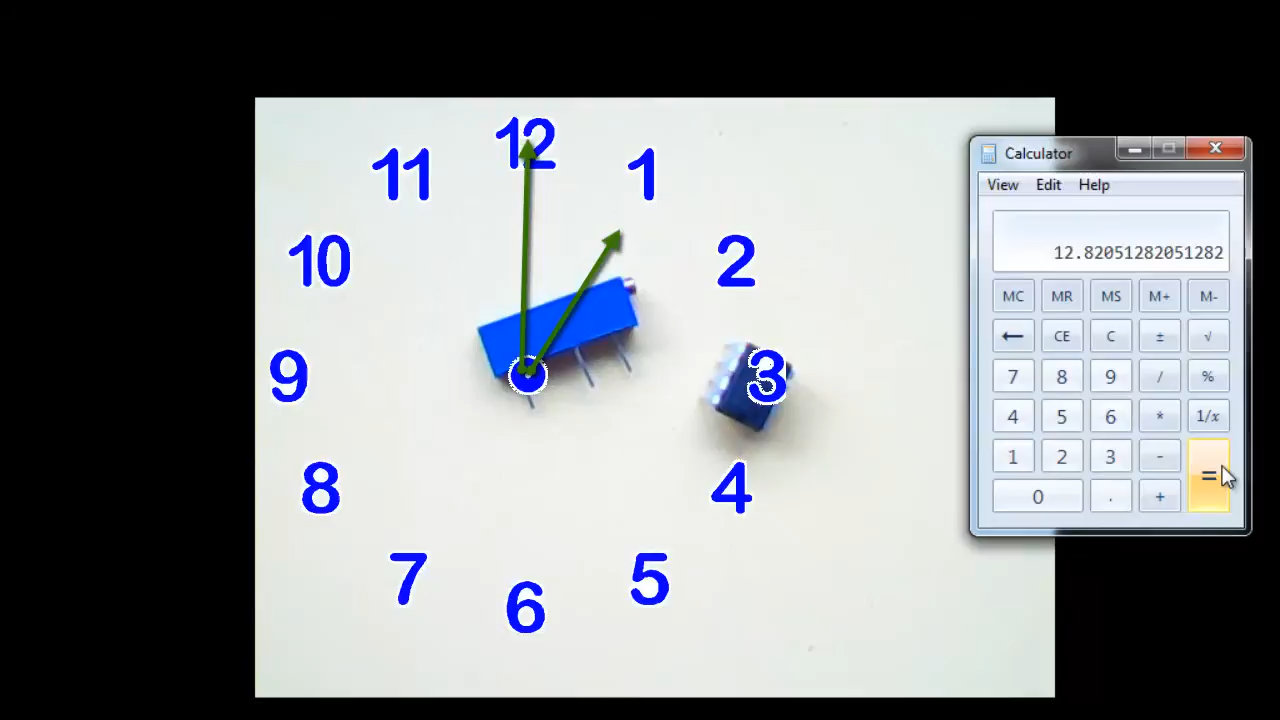 12
11 1
10 2
9 3
8 4
7 5
6
Calculator
View Edit Help
12.82051282051282
MC MR MS M+ M-
← CE C ± √
7 8 9 / %
4 5 6 * 1/x
1 2 3 - =
0 . +